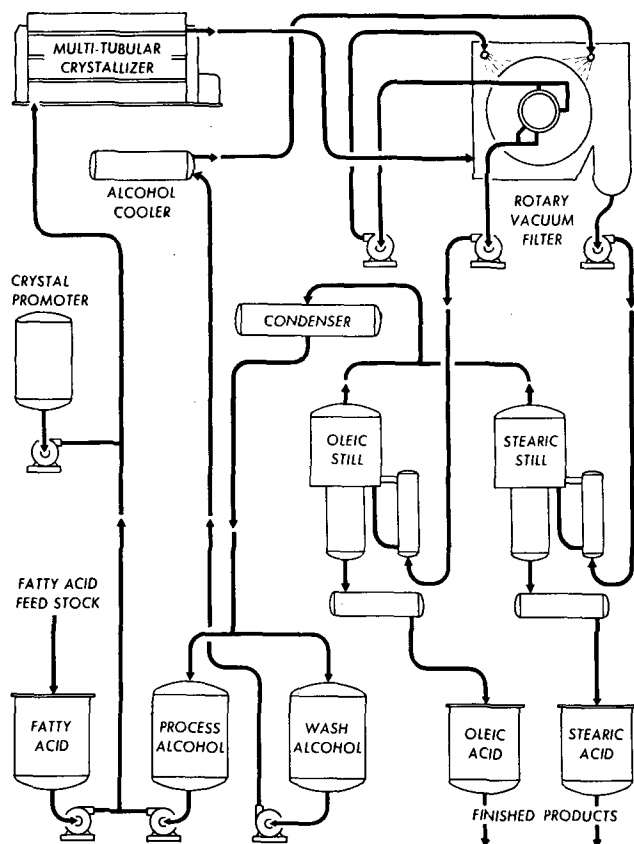 MULTI-TUBULAR
CRYSTALLIZER
ALCOHOL
COOLER
ROTARY
VACUUM
FILTER
CRYSTAL
PROMOTER
CONDENSER
OLEIC
STILL
STEARIC
STILL
FATTY ACID
FEED STOCK
FATTY
ACID
PROCESS
ALCOHOL
WASH
ALCOHOL
OLEIC
ACID
STEARIC
ACID
FINISHED PRODUCTS